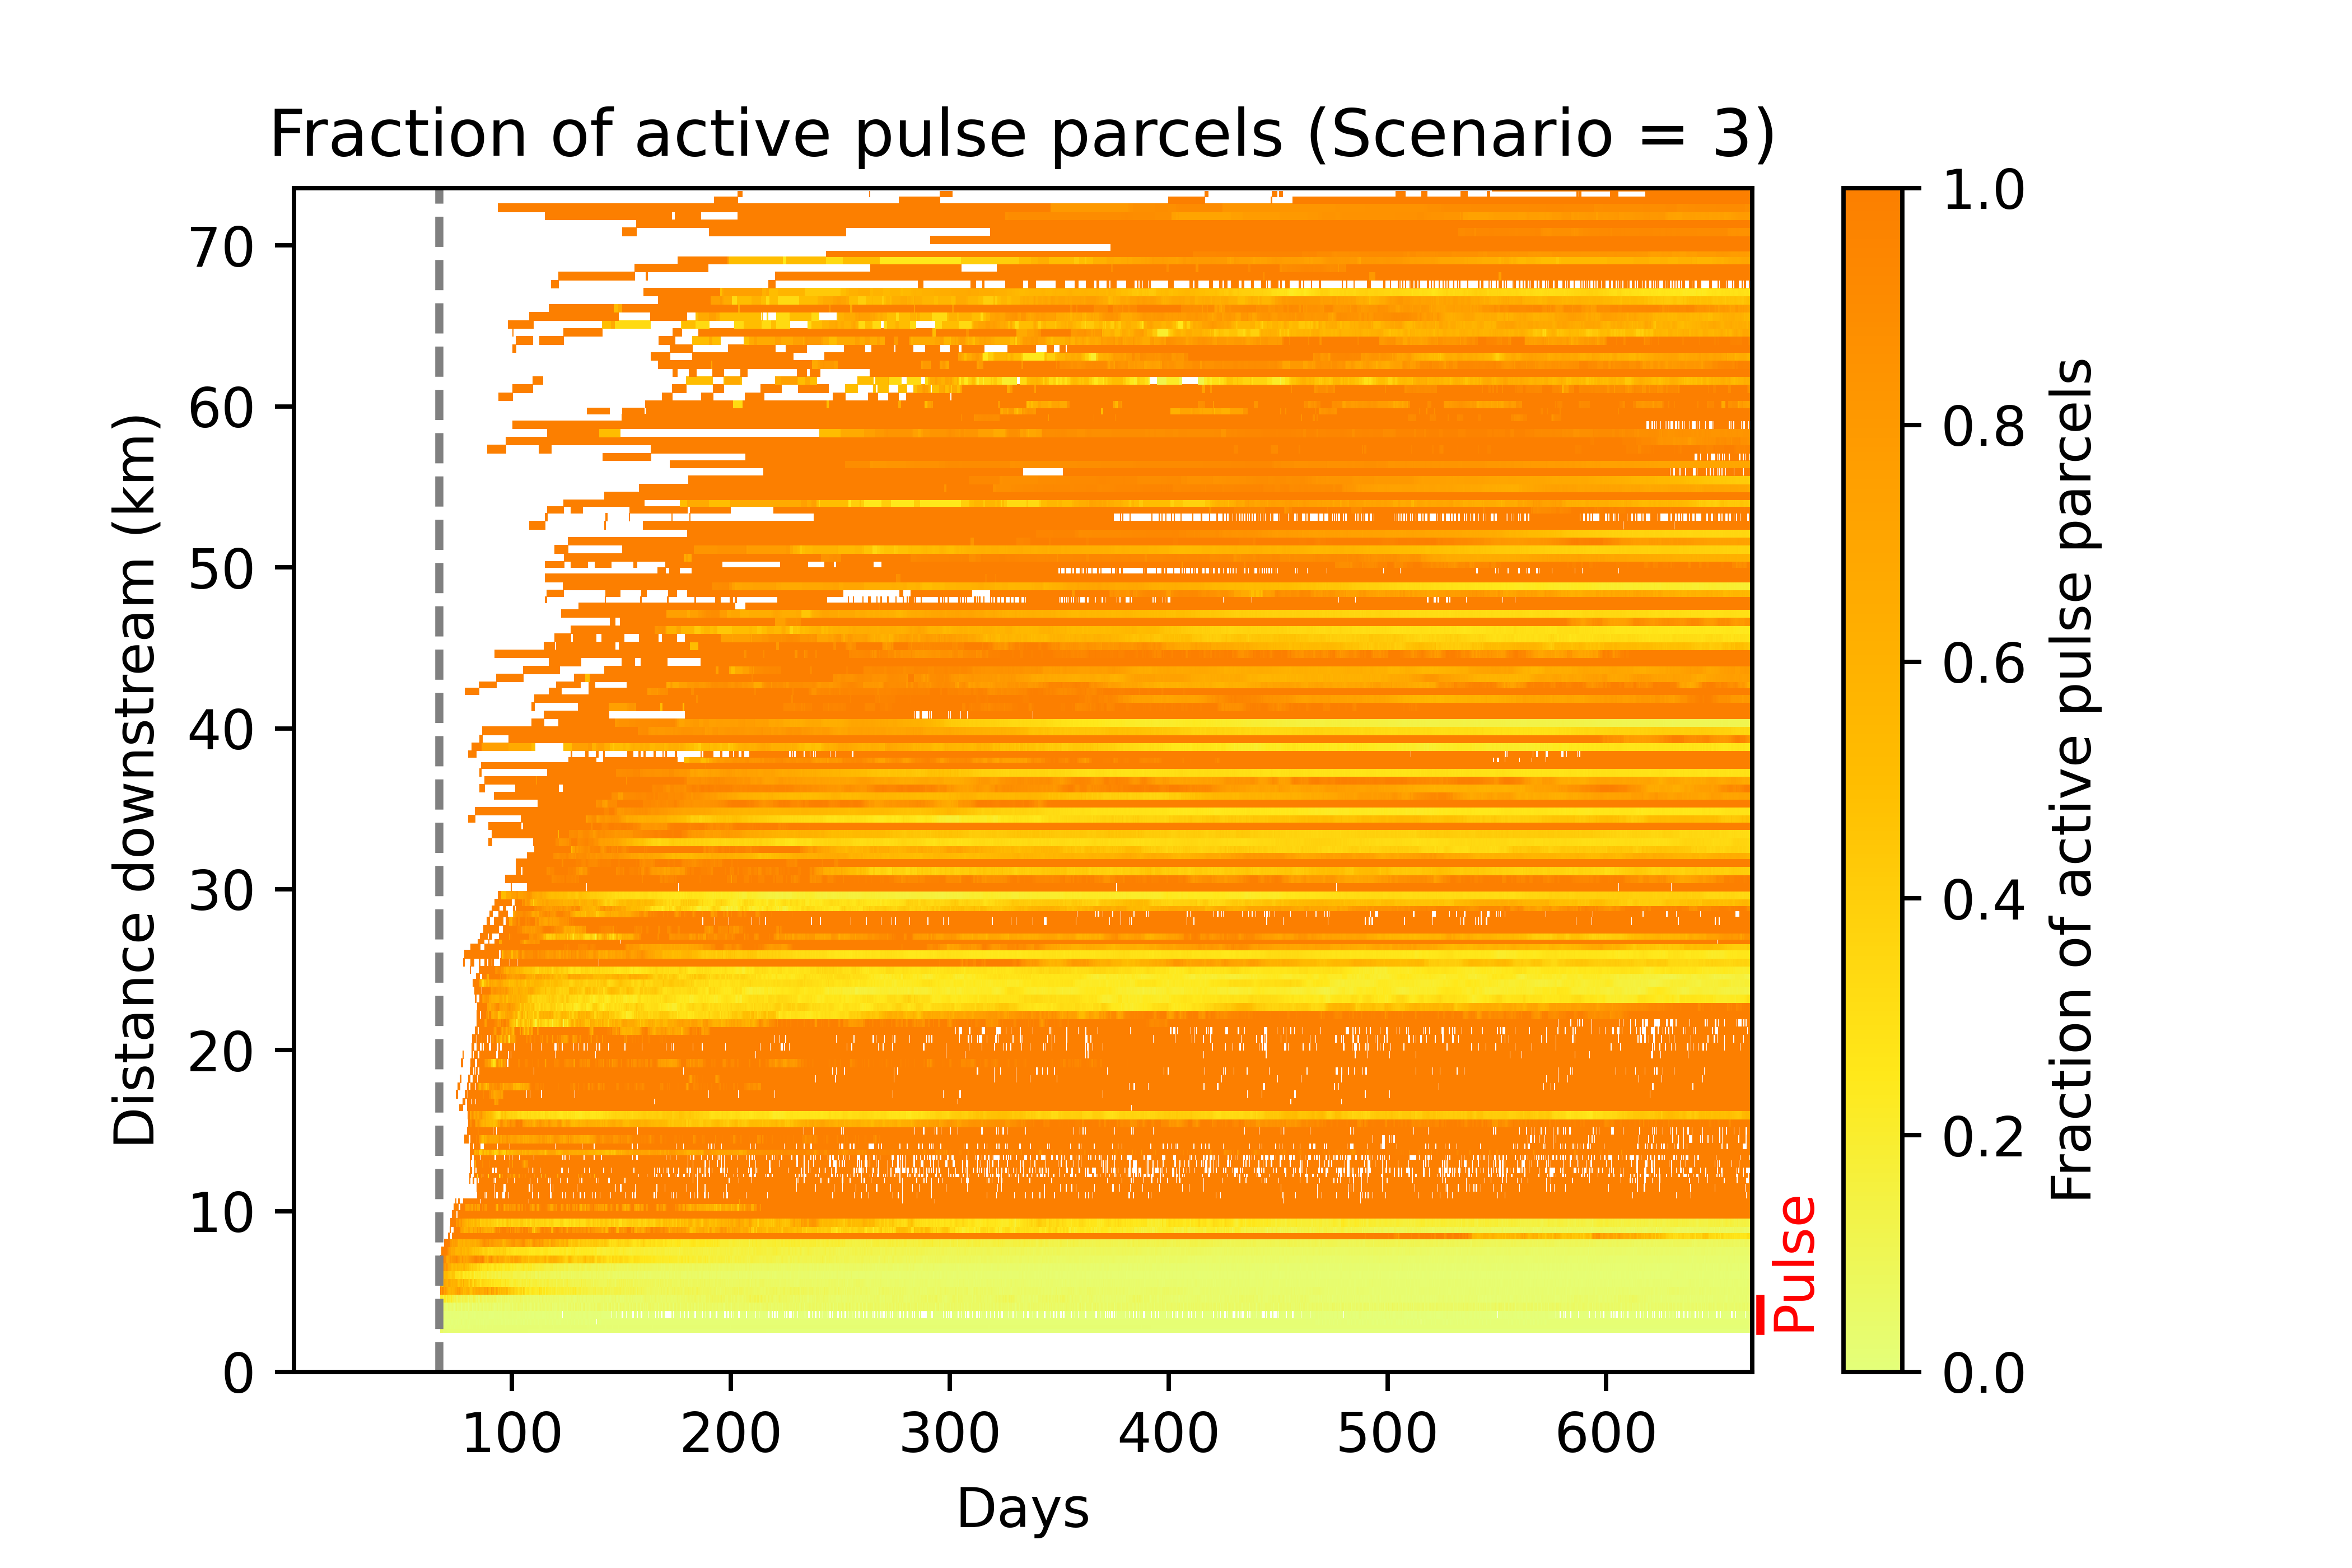 Fraction of active pulse parcels (Scenario = 3)
Distance downstream (km)
70
60
50
40
30
20
10
0
100 200 300 400 500 600
Days
Pulse
1.0
0.8
0.6
0.4
0.2
0.0
Fraction of active pulse parcels